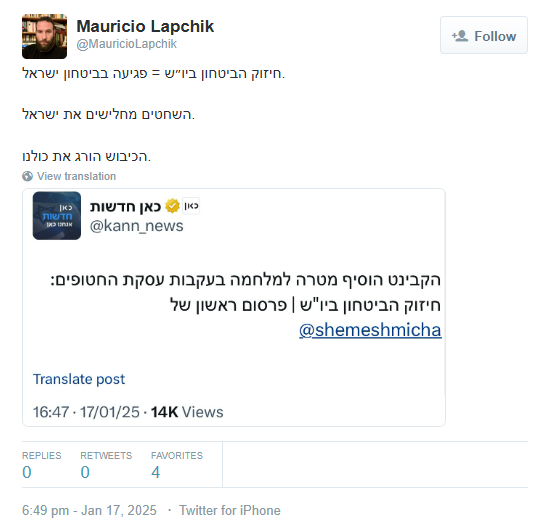 Mauricio Lapchik
@MauricioLapchik
Follow
חיזוק הביטחון ביו״ש = פגיעה בביטחון ישראל.
השחטים מחלישים את ישראל.
הכיבוש הורג את כולנו.
View translation
כאן
חדשות
אנחנו כאן
כאן חדשות כאן
@kann_news
הקבינט הוסיף מטרה למלחמה בעקבות עסקת החטופים:
חיזוק הביטחון ביו"ש | פרסום ראשון של
@shemeshmicha
Translate post
16:47 · 17/01/25 · 14K Views
REPLIES RETWEETS FAVORITES
0 0 4
6:49 pm - Jan 17, 2025 · Twitter for iPhone